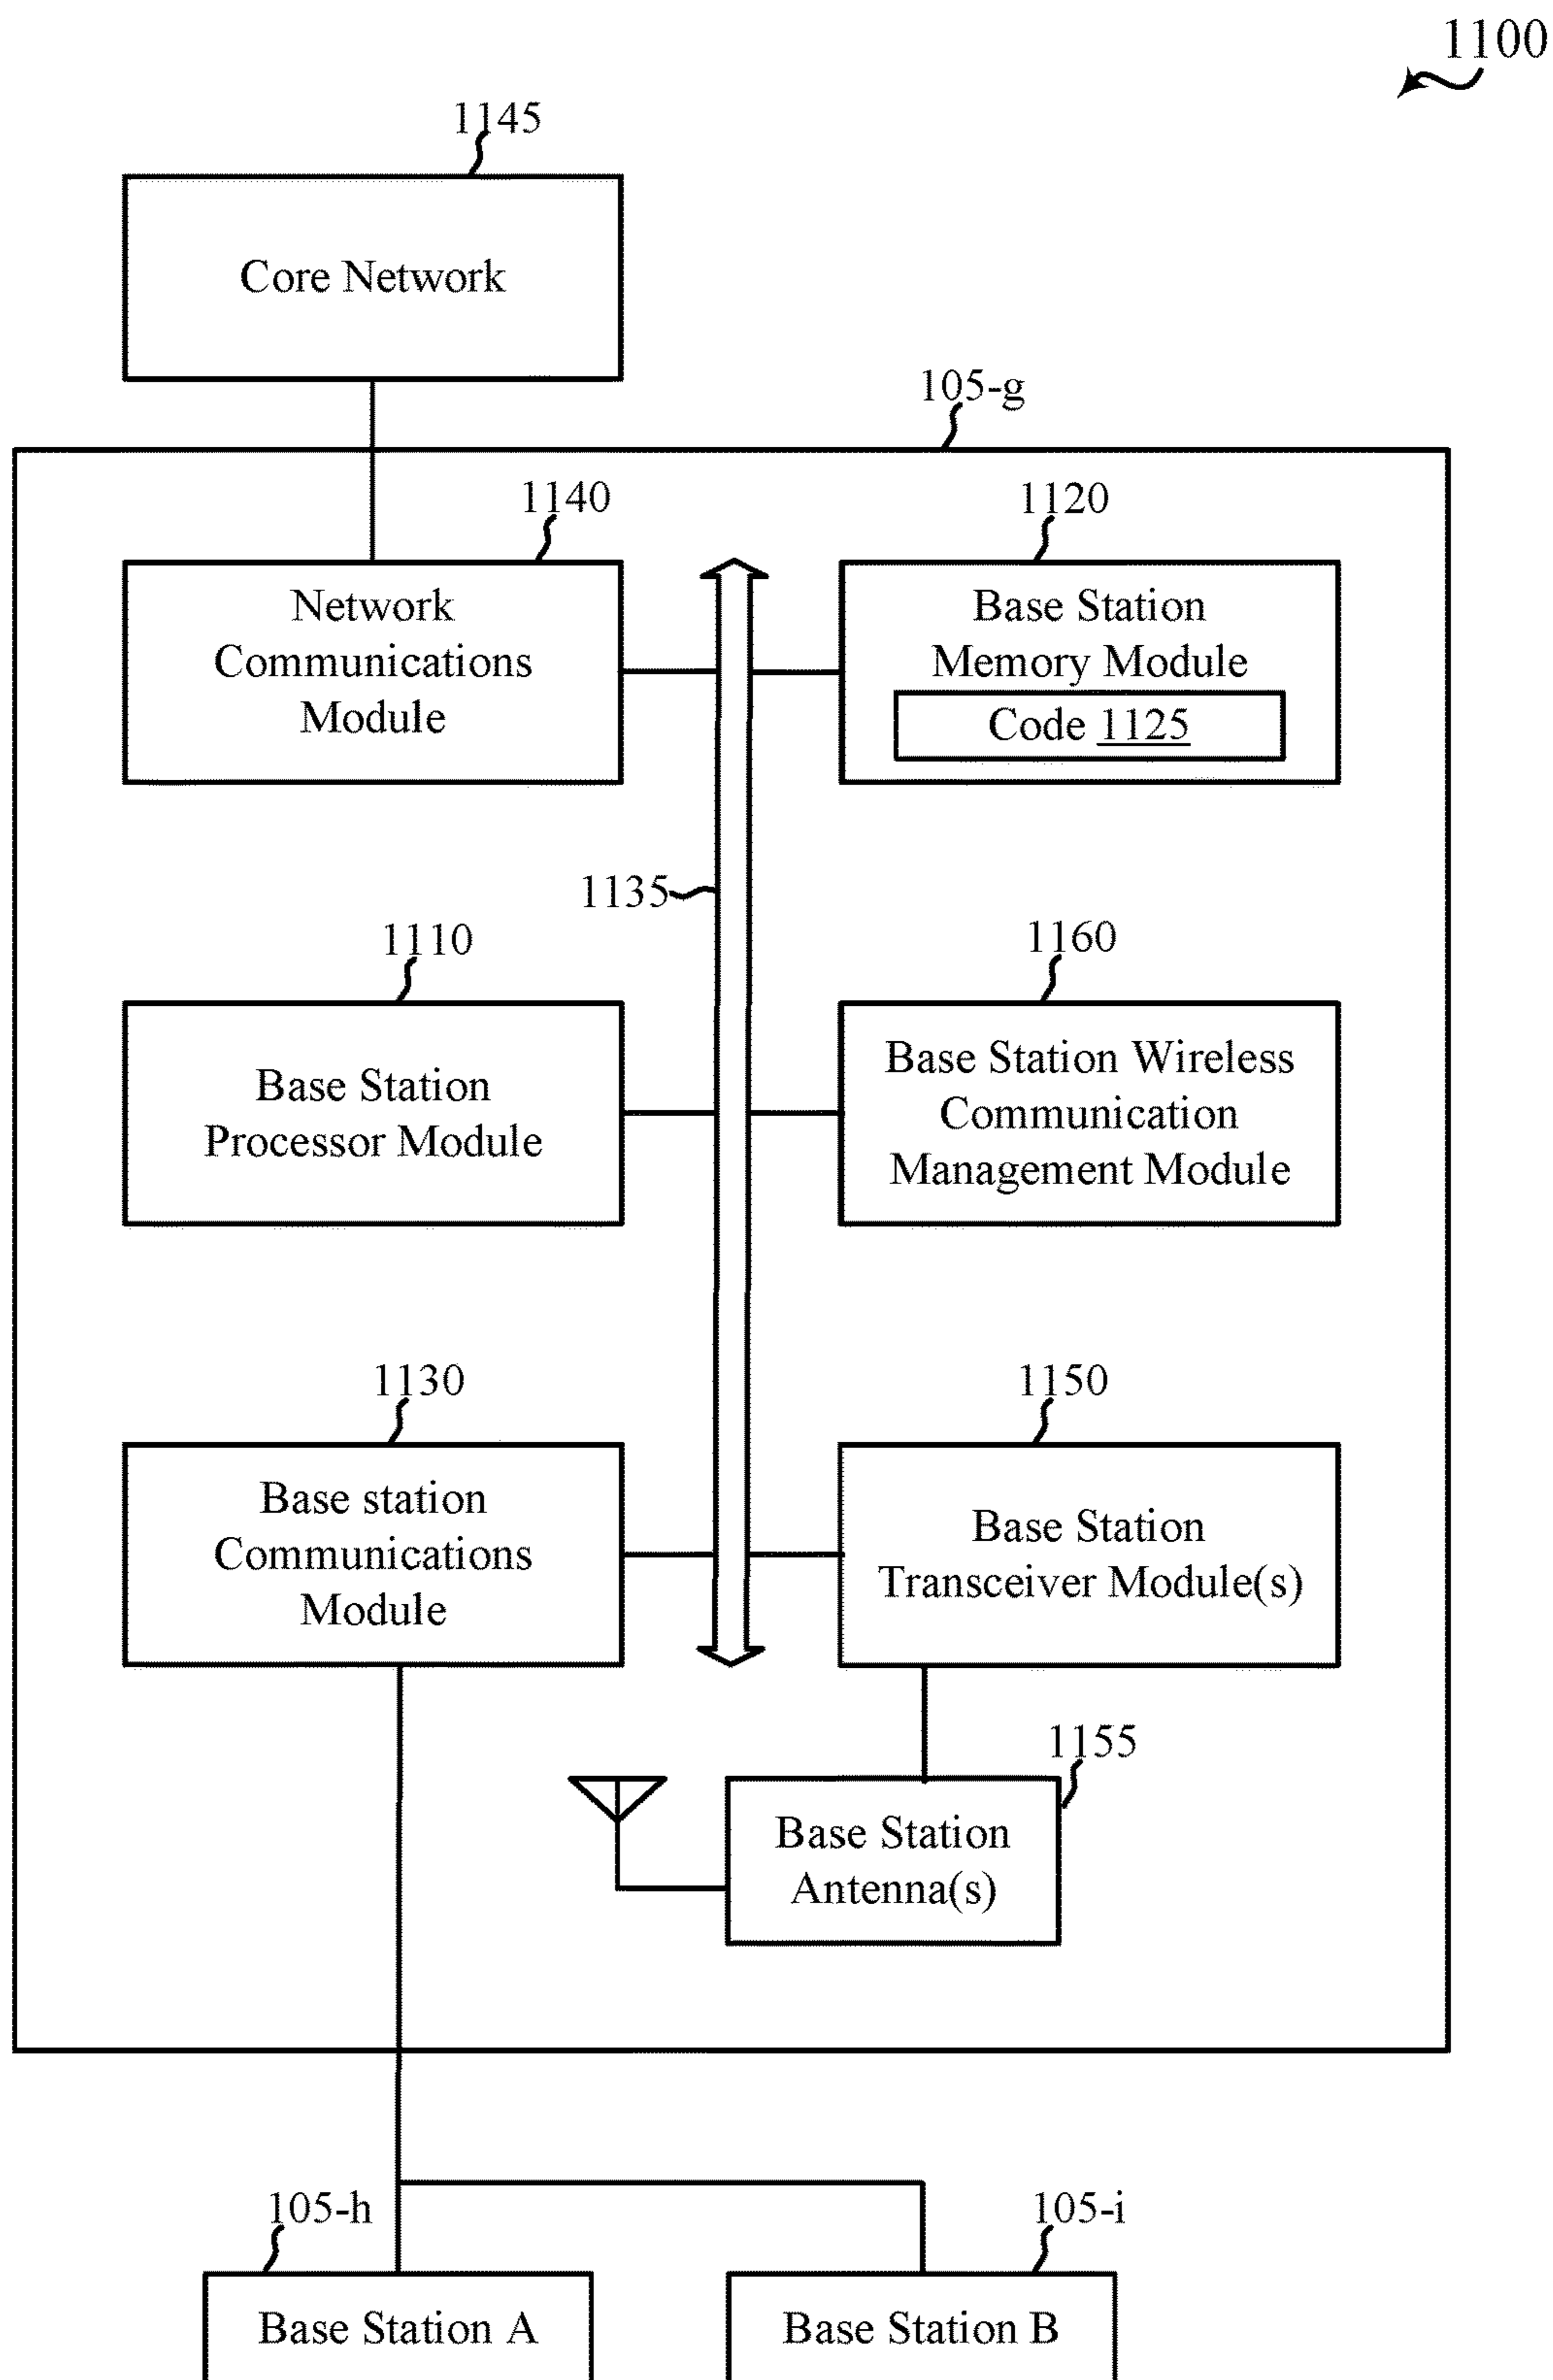 1100
1145
Core Network
105-g
1140
1120
Network
Communications
Module
Base Station
Memory Module
Code 1125
1135
1110
1160
Base Station
Processor Module
Base Station Wireless
Communication
Management Module
1130
1150
Base station
Communications
Module
Base Station
Transceiver Module(s)
1155
Base Station
Antenna(s)
105-h
105-i
Base Station A
Base Station B